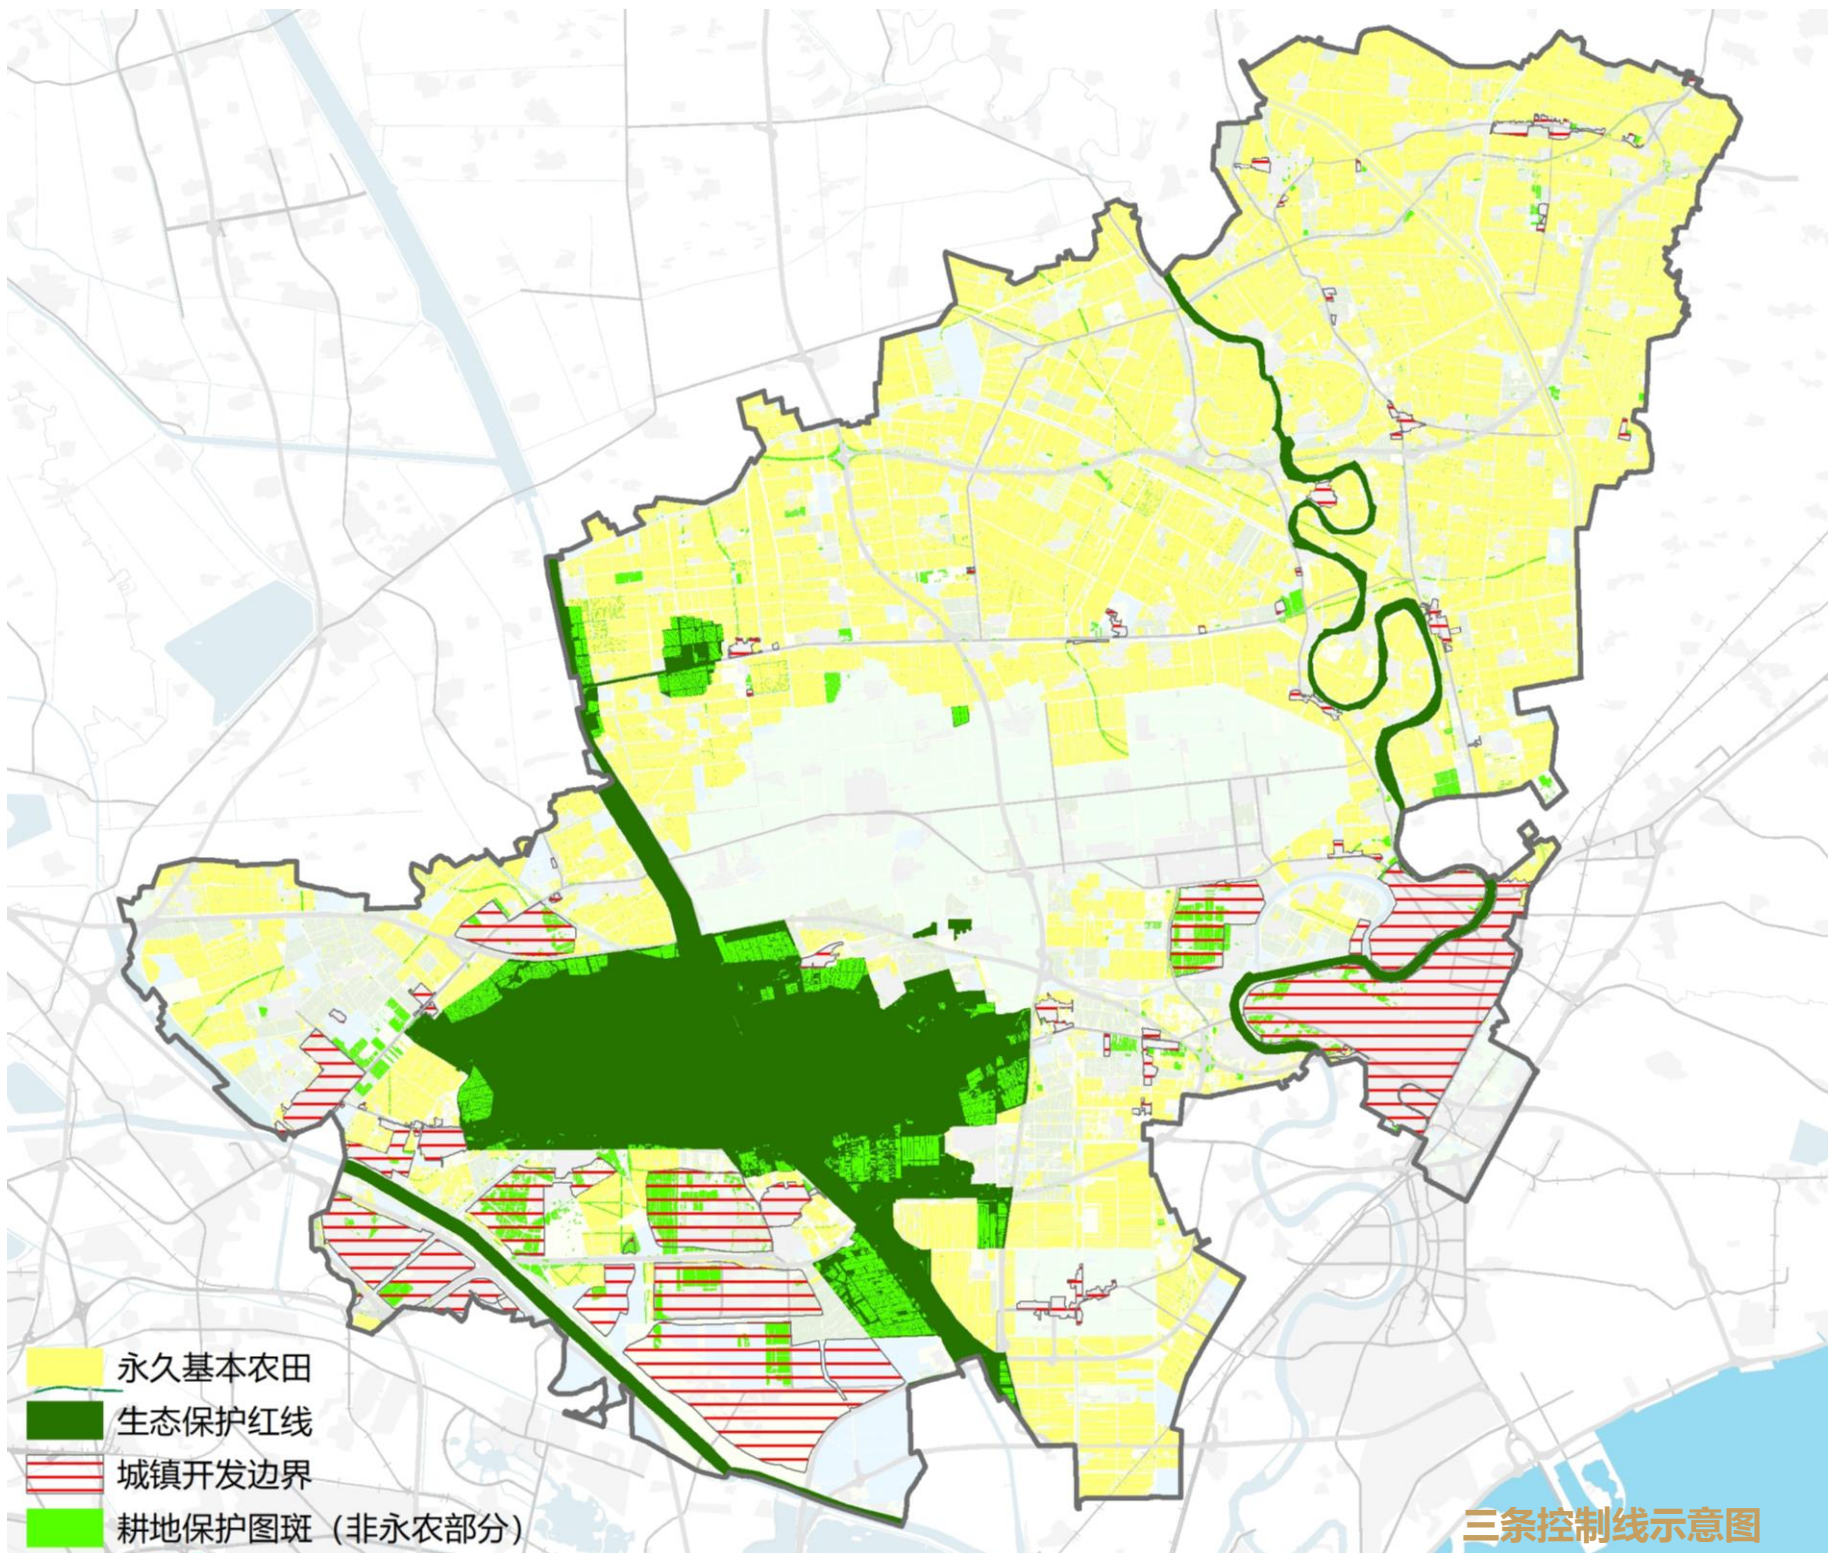 永久基本农田
生态保护红线
城镇开发边界
耕地保护图斑（非永农部分）
三条控制线示意图